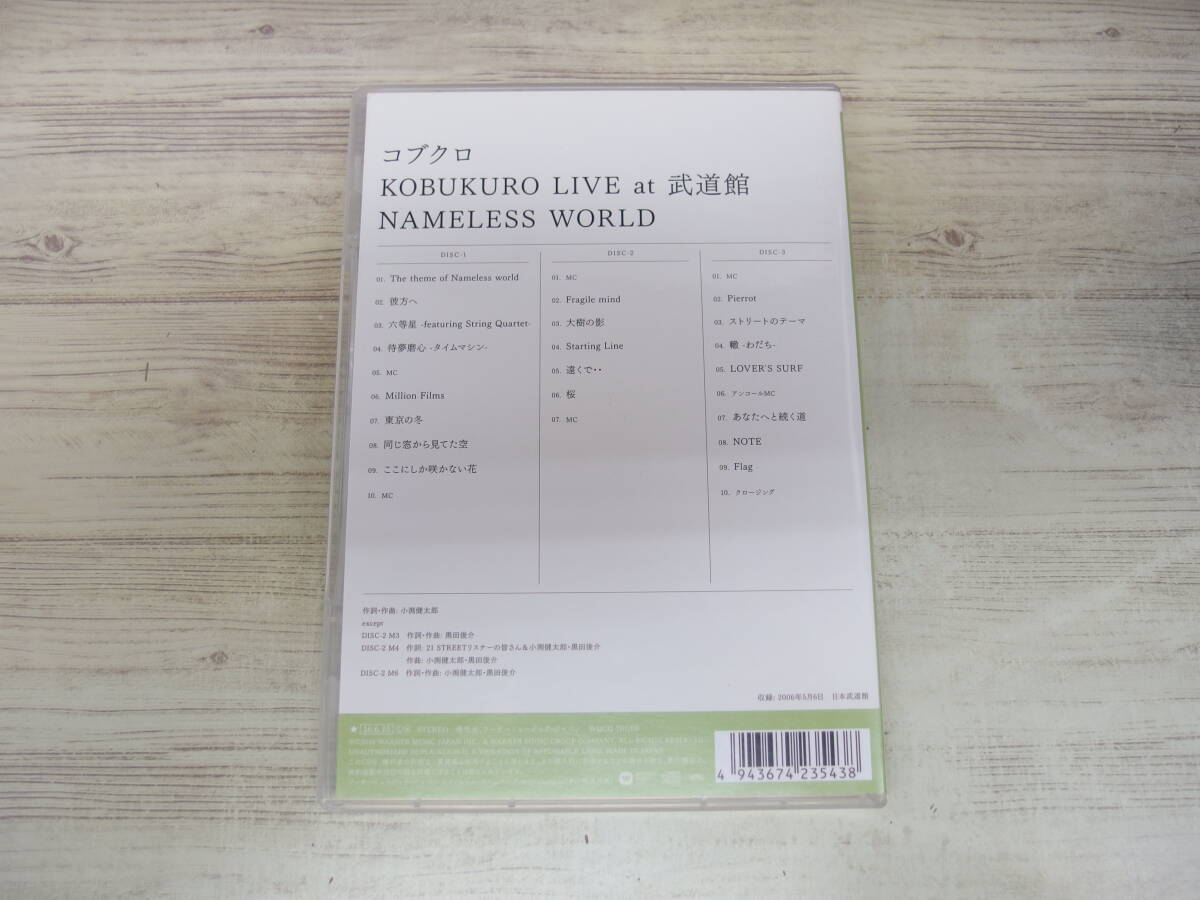 コブクロ
KOBUKURO LIVE at 武道館
NAMELESS WORLD
DISC-1
01. The theme of Nameless world
02. 彼方へ
03. 六等星 -featuring String Quartet-
04. 待夢磨心 -タイムマシン-
05. MC
06. Million Films
07. 東京の冬
08. 同じ窓から見てた空
09. ここにしか咲かない花
10. MC
DISC-2
01. MC
02. Fragile mind
03. 大樹の影
04. Starting Line
05. 遠くで・・
06. 桜
07. MC
DISC-3
01. MC
02. Pierrot
03. ストリートのテーマ
04. 轍 -わだち-
05. LOVER'S SURF
06. アンコールMC
07. あなたへと続く道
08. NOTE
09. Flag
10. クロージング
作詞・作曲: 小渕健太郎
except
DISC-2 M3 作詞・作曲: 黒田俊介
DISC-2 M4 作詞: 21 STREETリスナーの皆さん&小渕健太郎・黒田俊介
作曲: 小渕健太郎・黒田俊介
DISC-2 M6 作詞・作曲: 小渕健太郎・黒田俊介
収録: 2006年5月6日 日本武道館
STEREO
4 943674 235438